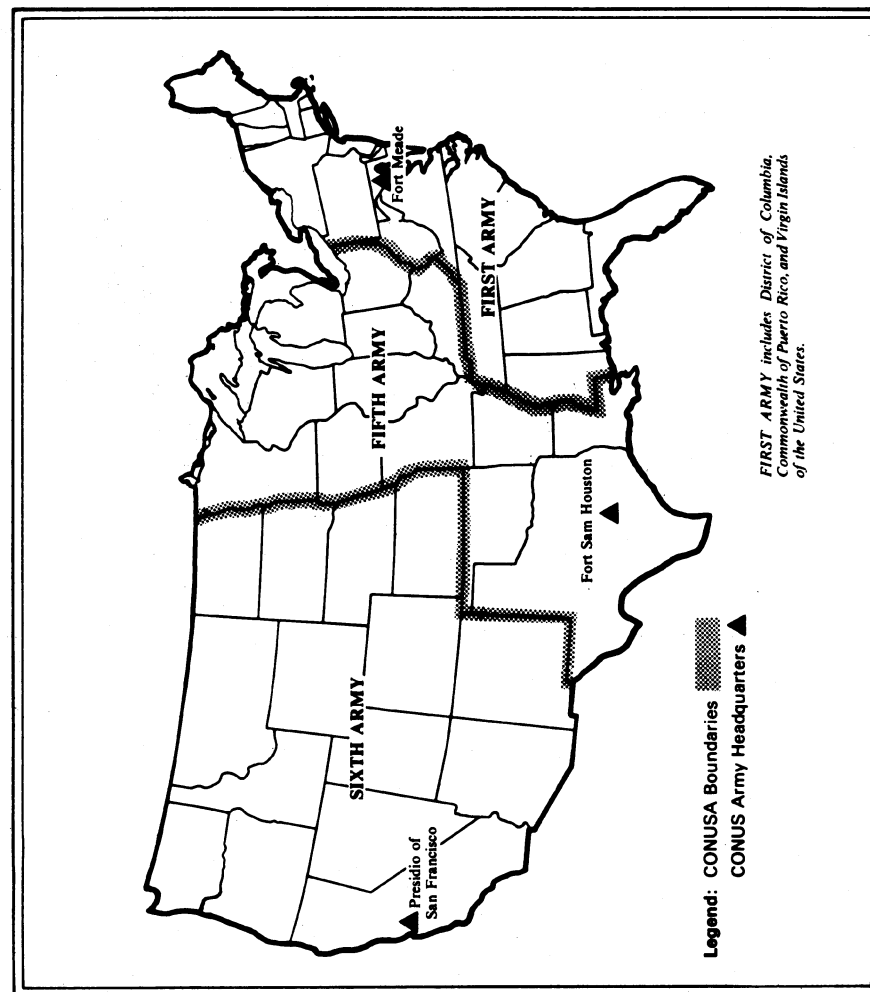 Fort Meade
FIRST ARMY
FIFTH ARMY
SIXTH ARMY
Fort Sam Houston
Presidio of
San Francisco
FIRST ARMY includes District of Columbia,
Commonwealth of Puerto Rico, and Virgin Islands
of the United States.
Legend: CONUSA Boundaries
CONUS Army Headquarters